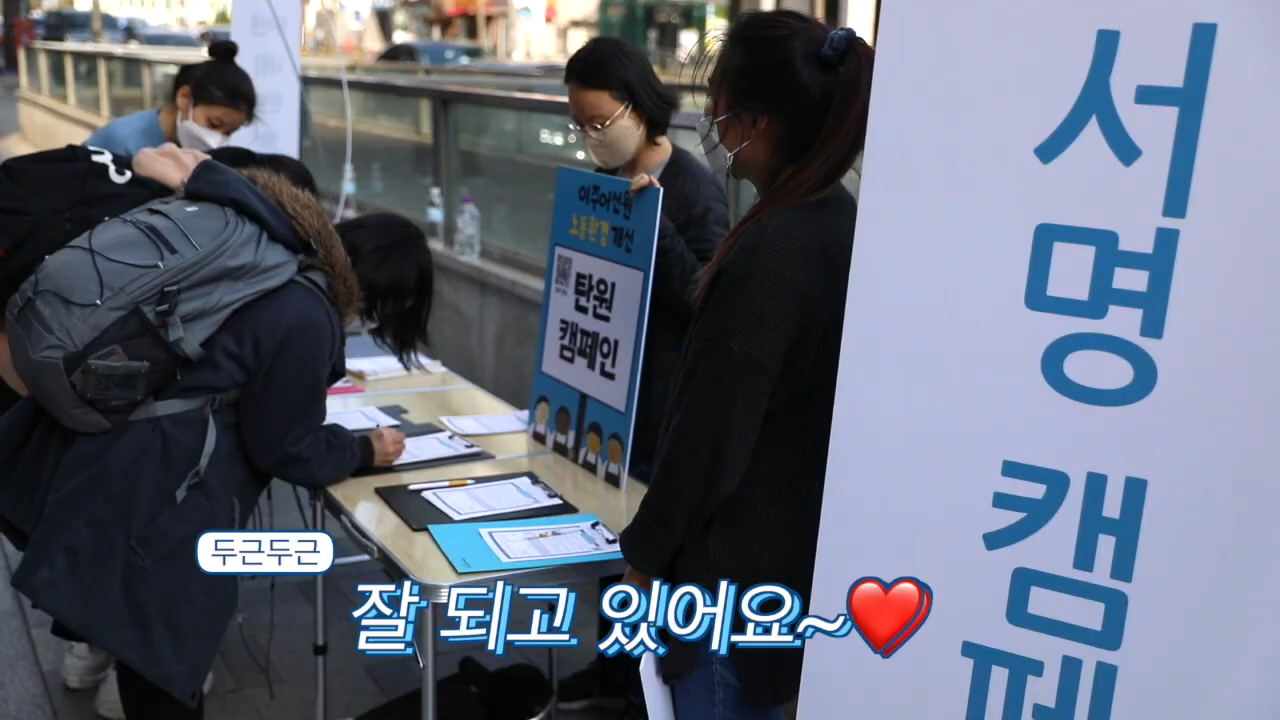 이주어선원
노동환경 개선
탄원
캠페인
서명 캠페
두근두근
잘 되고 있어요~